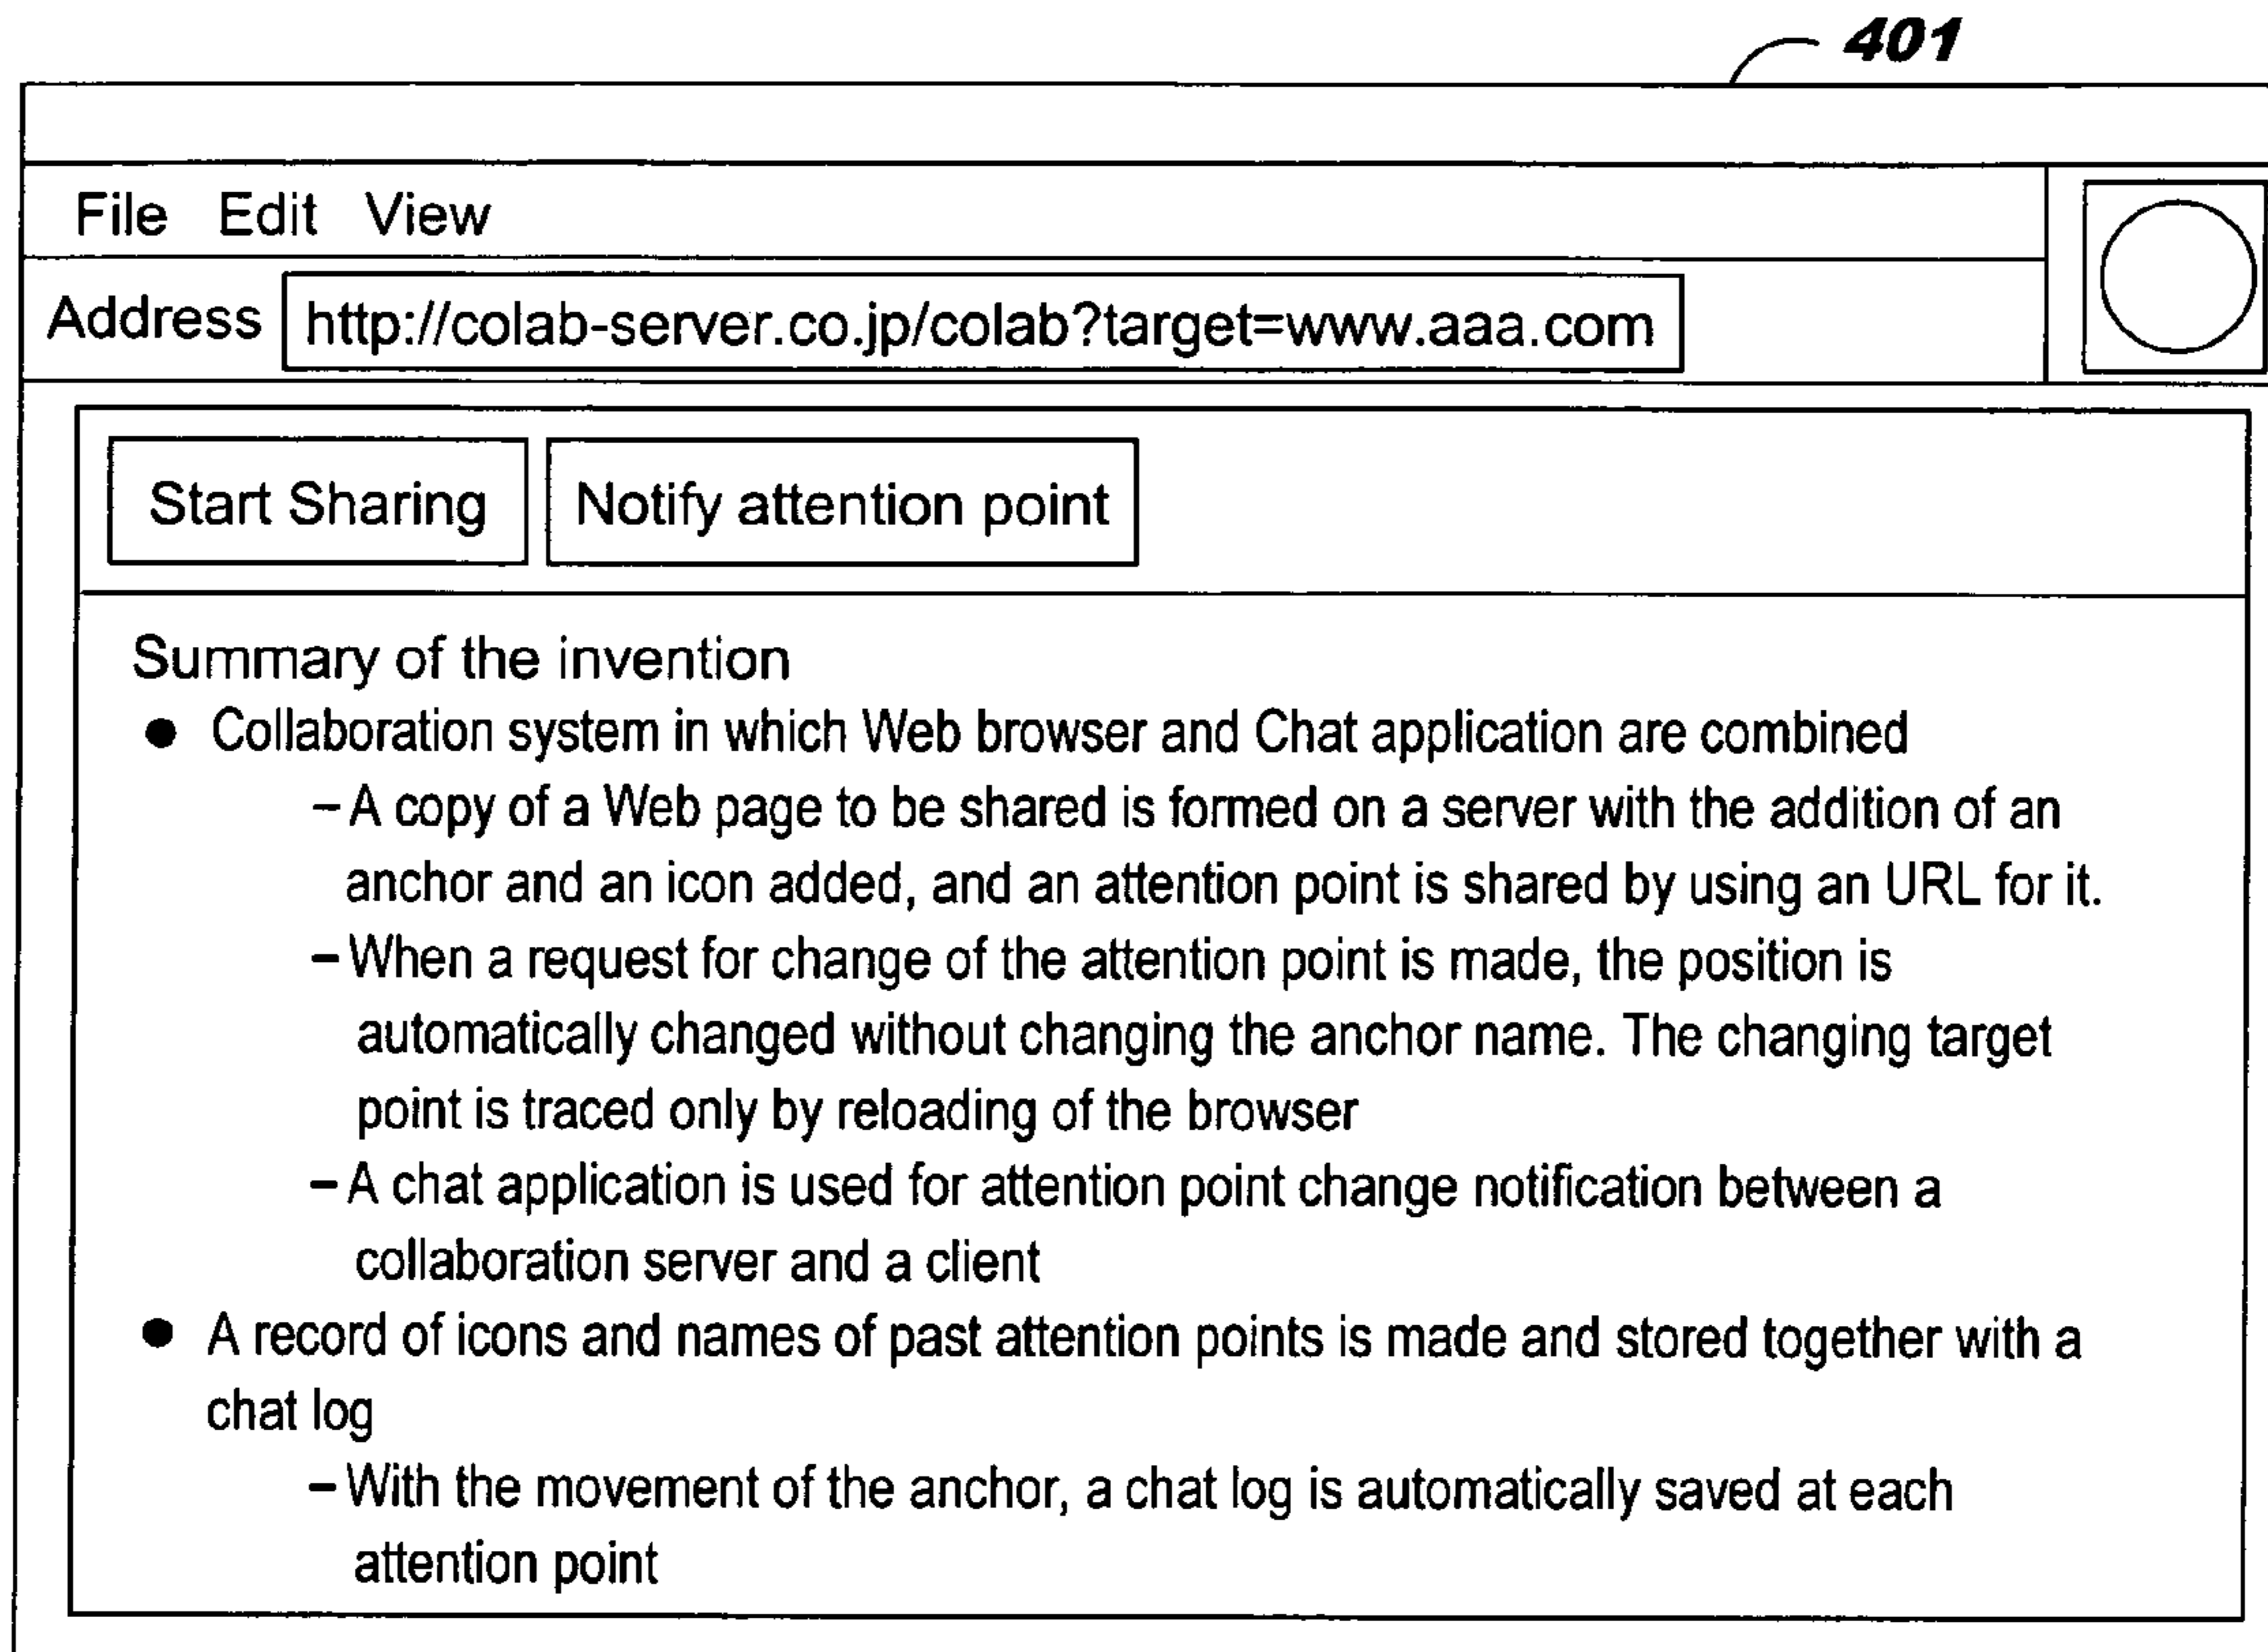 401
File Edit View
Address http://colab-server.co.jp/colab?target=www.aaa.com
Start Sharing Notify attention point
Summary of the invention
● Collaboration system in which Web browser and Chat application are combined
– A copy of a Web page to be shared is formed on a server with the addition of an
anchor and an icon added, and an attention point is shared by using an URL for it.
– When a request for change of the attention point is made, the position is
automatically changed without changing the anchor name. The changing target
point is traced only by reloading of the browser
– A chat application is used for attention point change notification between a
collaboration server and a client
● A record of icons and names of past attention points is made and stored together with a
chat log
– With the movement of the anchor, a chat log is automatically saved at each
attention point